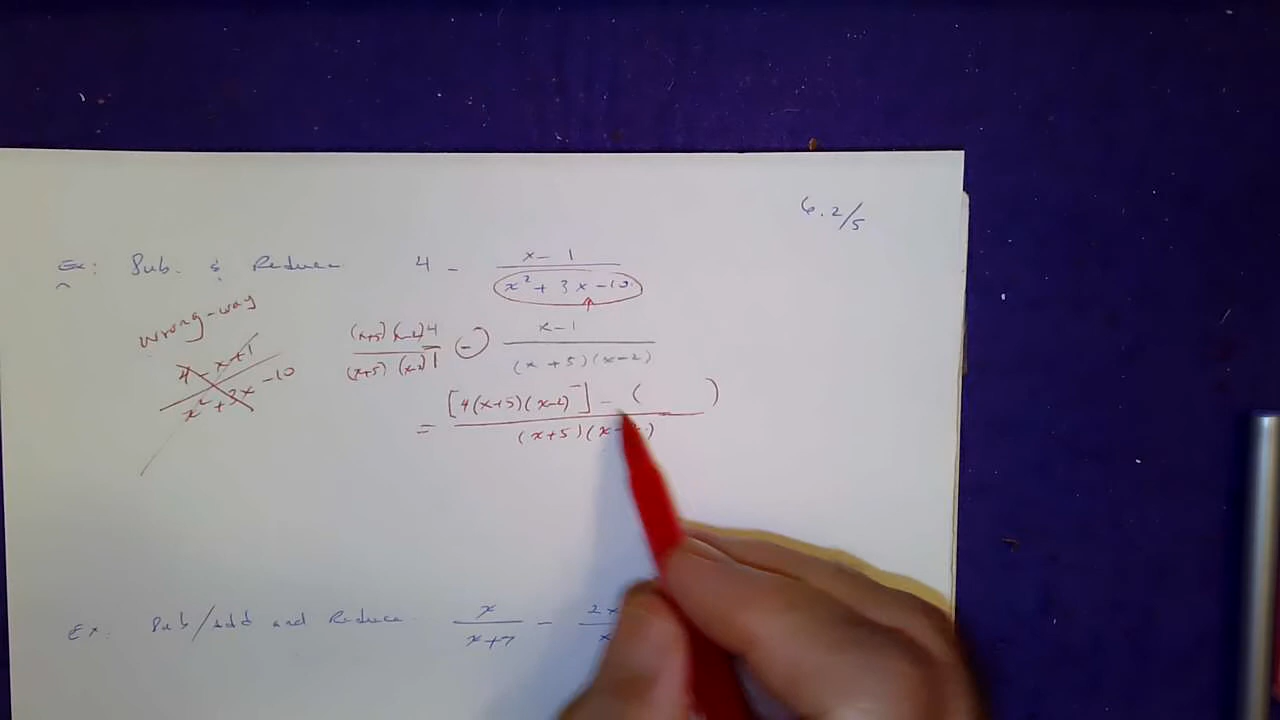 6.2/5
Ex: Sub. & Reduce 4 - (x-1)/(x²+3x-10)
wrong-way
(4-x+1)/(x²+3x-10)
((x+5)(x-2)4)/((x+5)(x-2)1) - (x-1)/((x+5)(x-2))
= ([4(x+5)(x-2)] - ( ))/((x+5)(x-2))
Ex: Sub/Add and Reduce x/(x+7) - 2x/x